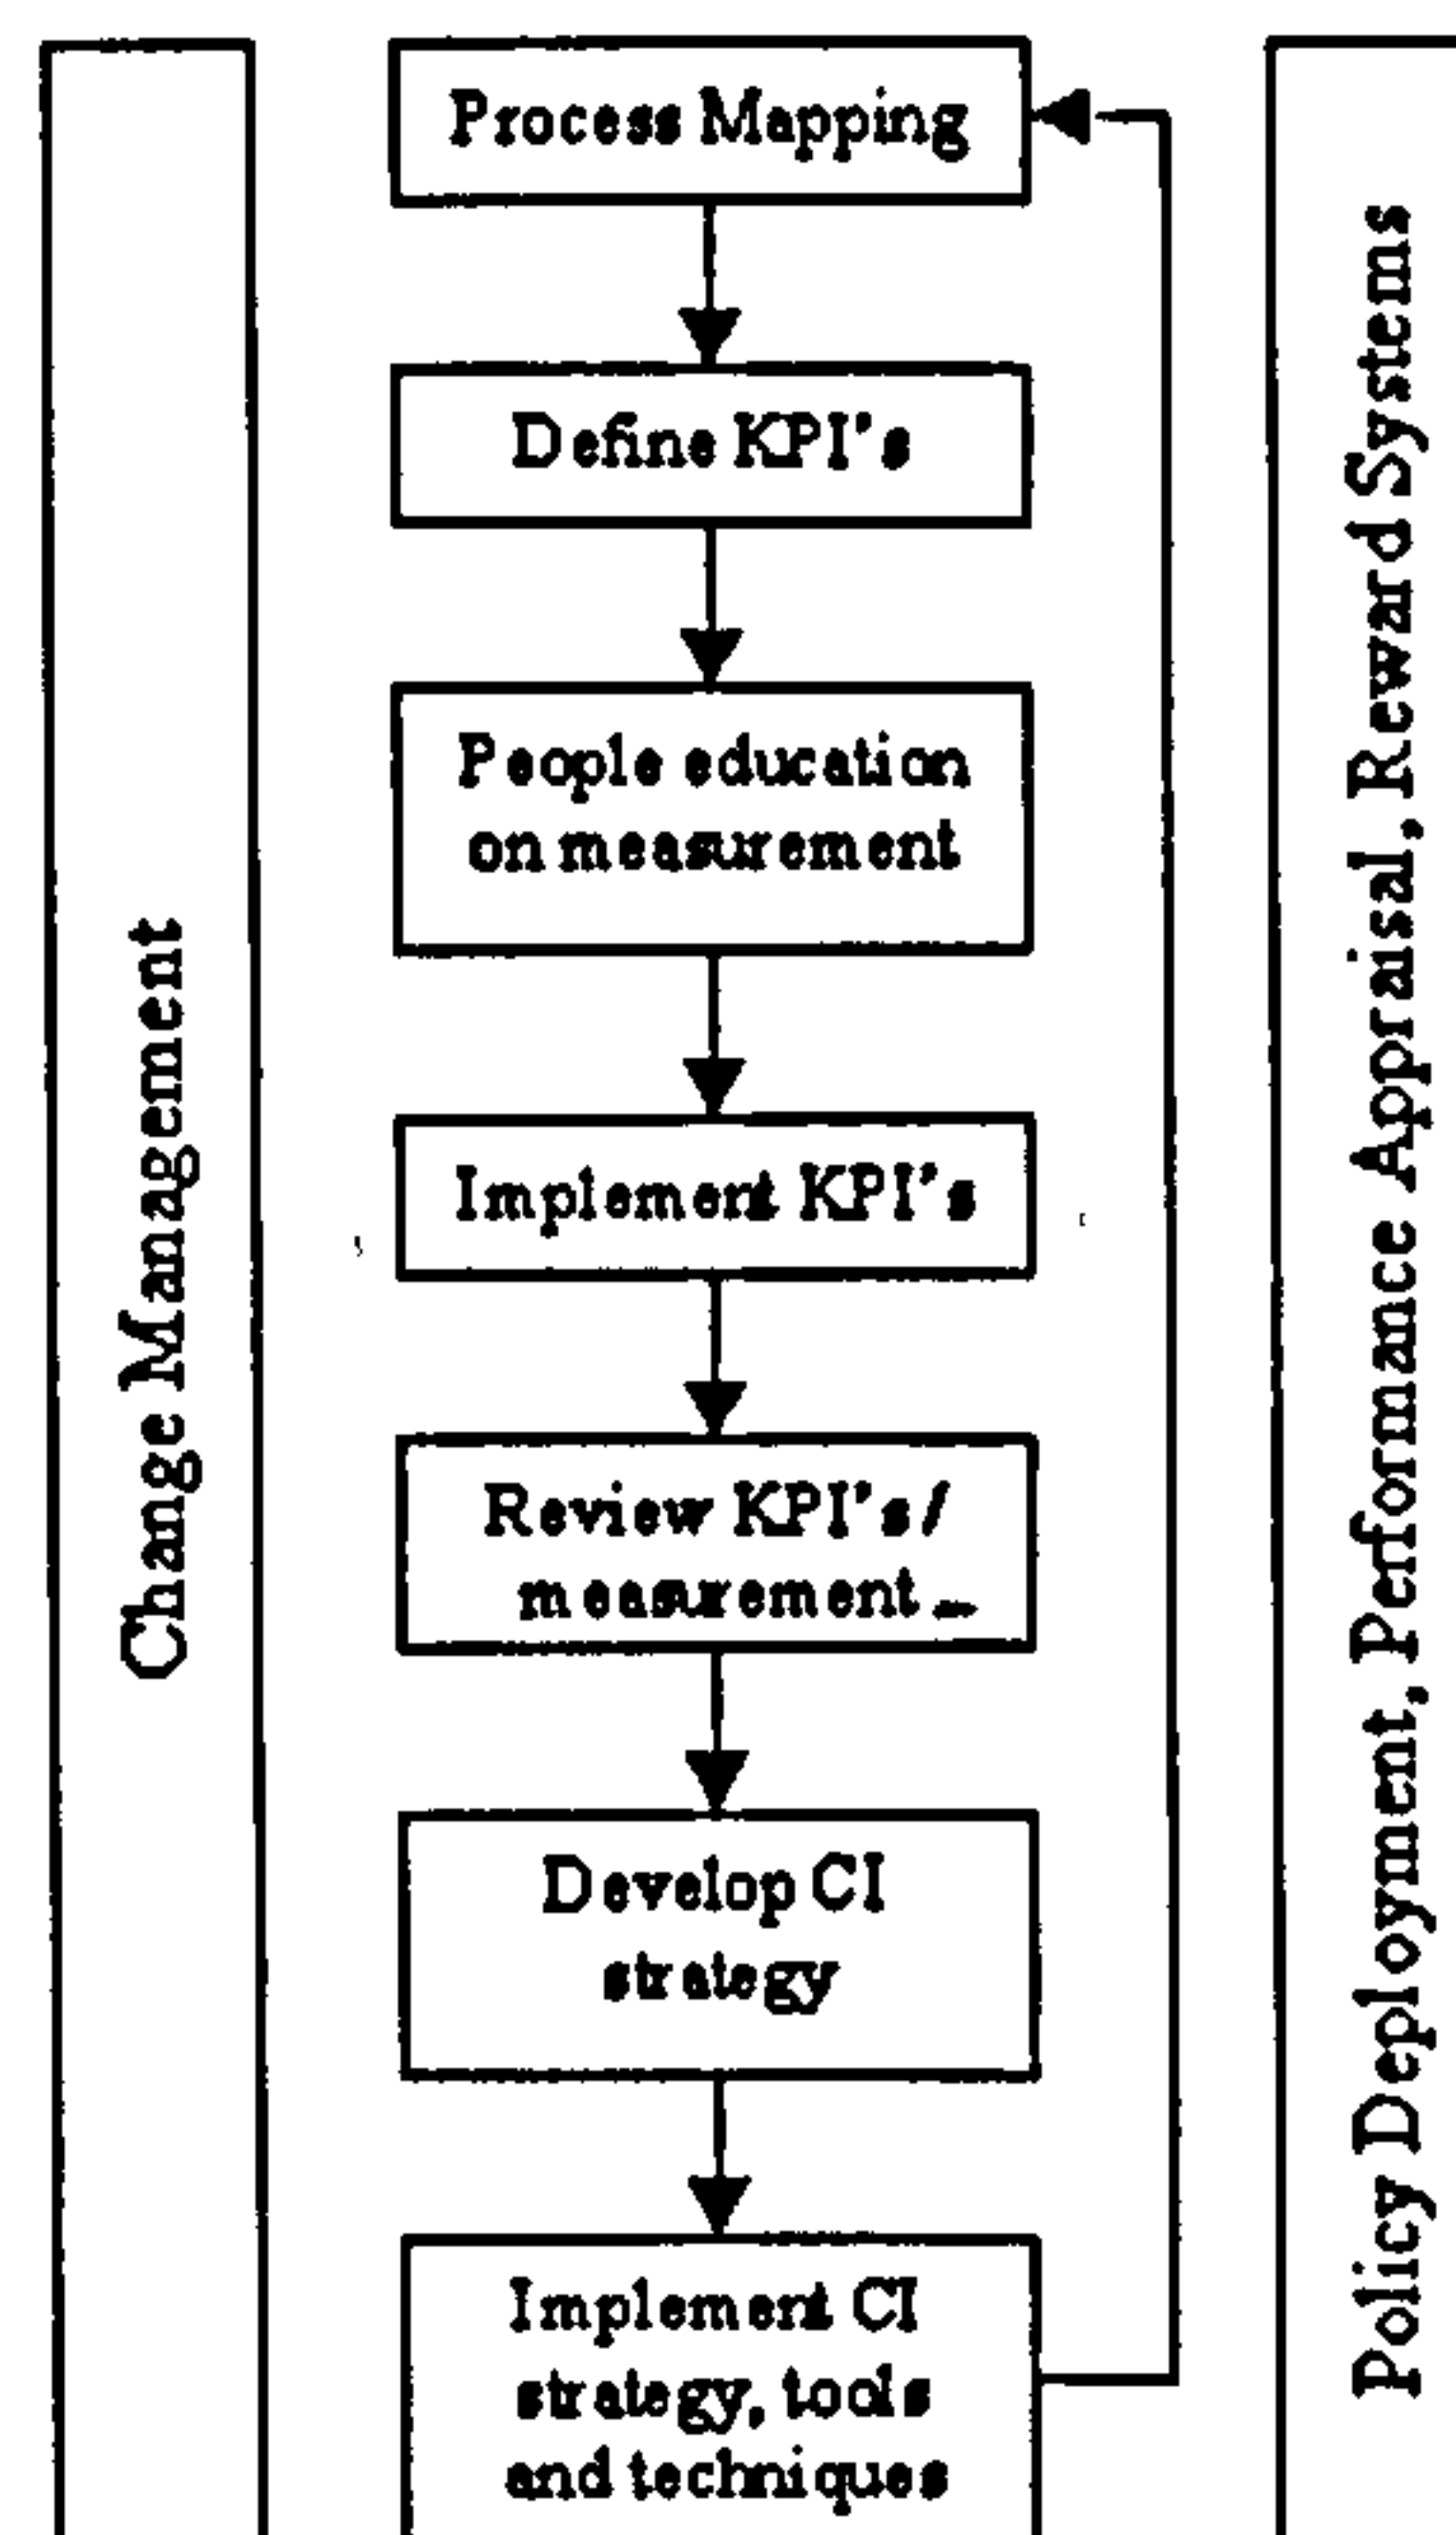 Change Management
Process Mapping
Define KPI's
People education
on measurement
Implement KPI's
Review KPI's /
measurement
Develop CI
strategy
Implement CI
strategy, tools
and techniques
Policy Deployment, Performance Appraisal, Reward Systems